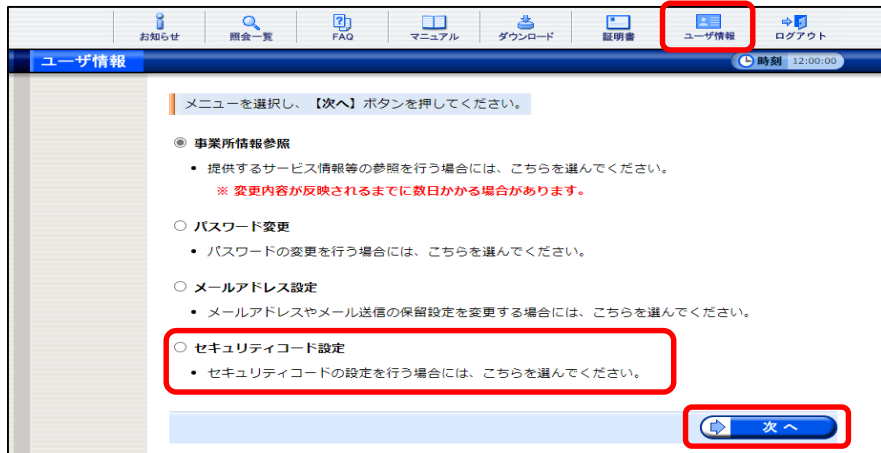 お知らせ 照会一覧 FAQ マニュアル ダウンロード 証明書 ユーザ情報 ログアウト
ユーザ情報 時刻 12:00:00
メニューを選択し、【次へ】ボタンを押してください。
事業所情報参照
• 提供するサービス情報等の参照を行う場合には、こちらを選んでください。
※ 変更内容が反映されるまでに数日かかる場合があります。
パスワード変更
• パスワードの変更を行う場合には、こちらを選んでください。
メールアドレス設定
• メールアドレスやメール送信の保留設定を変更する場合には、こちらを選んでください。
セキュリティコード設定
• セキュリティコードの設定を行う場合には、こちらを選んでください。
次へ